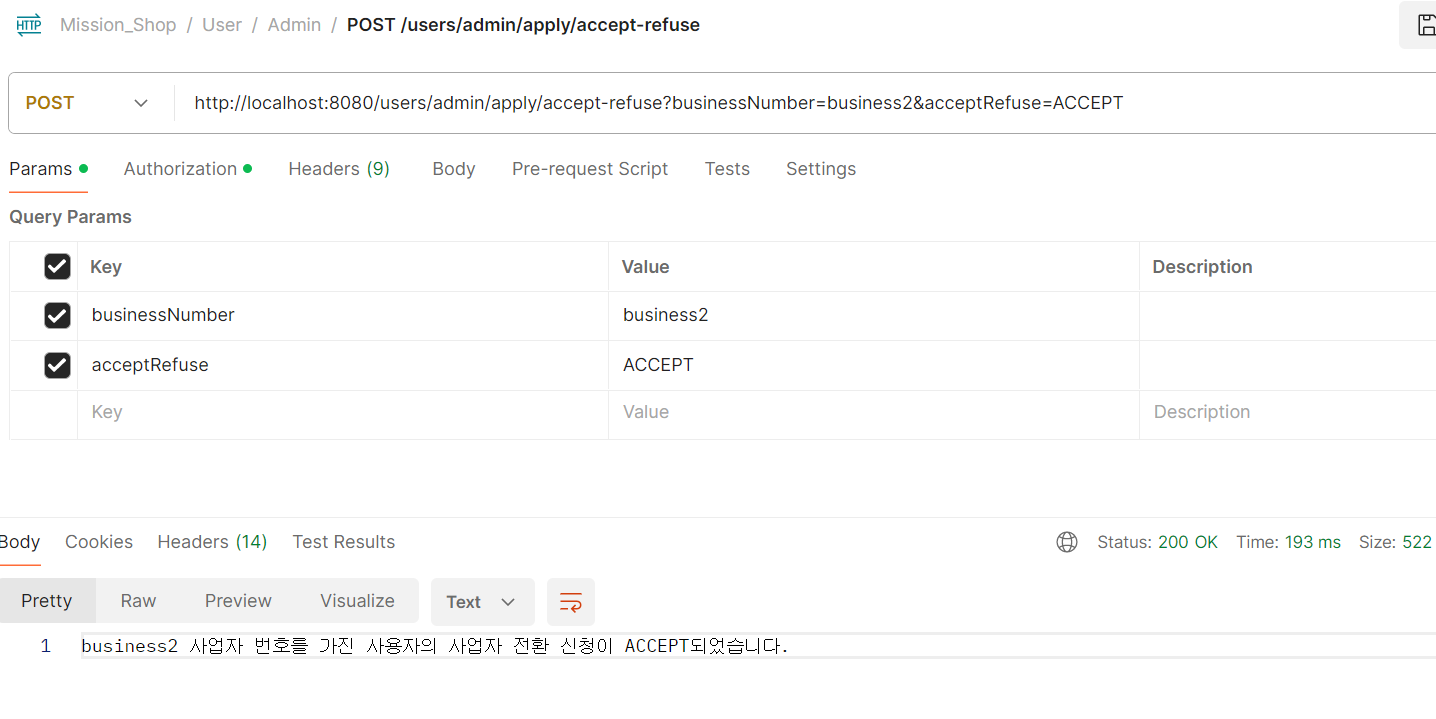 HTTP Mission_Shop / User / Admin / POST /users/admin/apply/accept-refuse
POST http://localhost:8080/users/admin/apply/accept-refuse?businessNumber=business2&acceptRefuse=ACCEPT
Params Authorization Headers (9) Body Pre-request Script Tests Settings
Query Params
Key Value Description
businessNumber business2
acceptRefuse ACCEPT
Key Value Description
Body Cookies Headers (14) Test Results Status: 200 OK Time: 193 ms Size: 522
Pretty Raw Preview Visualize Text
1 business2 사업자 번호를 가진 사용자의 사업자 전환 신청이 ACCEPT되었습니다.